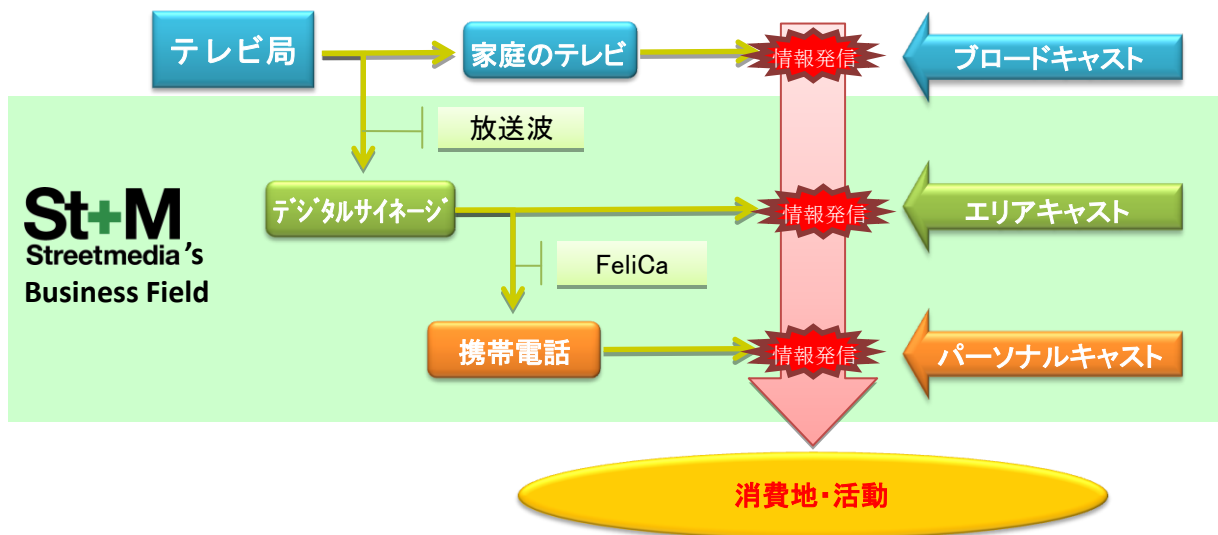 テレビ局
家庭のテレビ
情報発信
ブロードキャスト
放送波
St+M
Streetmedia's
Business Field
デジタルサイネージ
情報発信
エリアキャスト
FeliCa
携帯電話
情報発信
パーソナルキャスト
消費地・活動